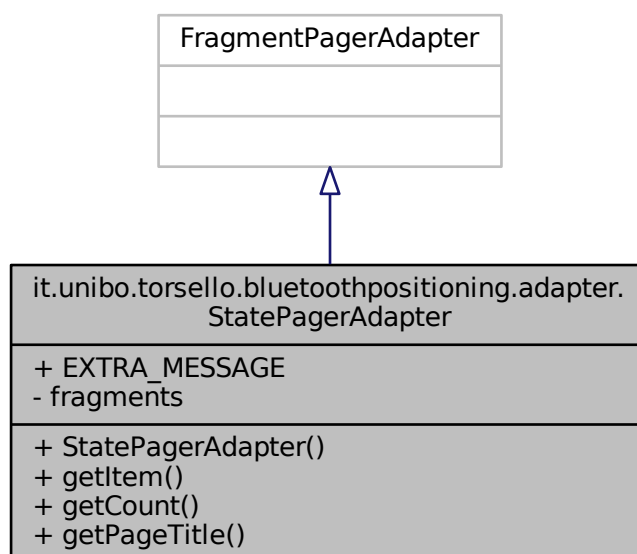 FragmentPagerAdapter
it.unibo.torsello.bluetoothpositioning.adapter.
StatePagerAdapter
+ EXTRA_MESSAGE
- fragments
+ StatePagerAdapter()
+ getItem()
+ getCount()
+ getPageTitle()